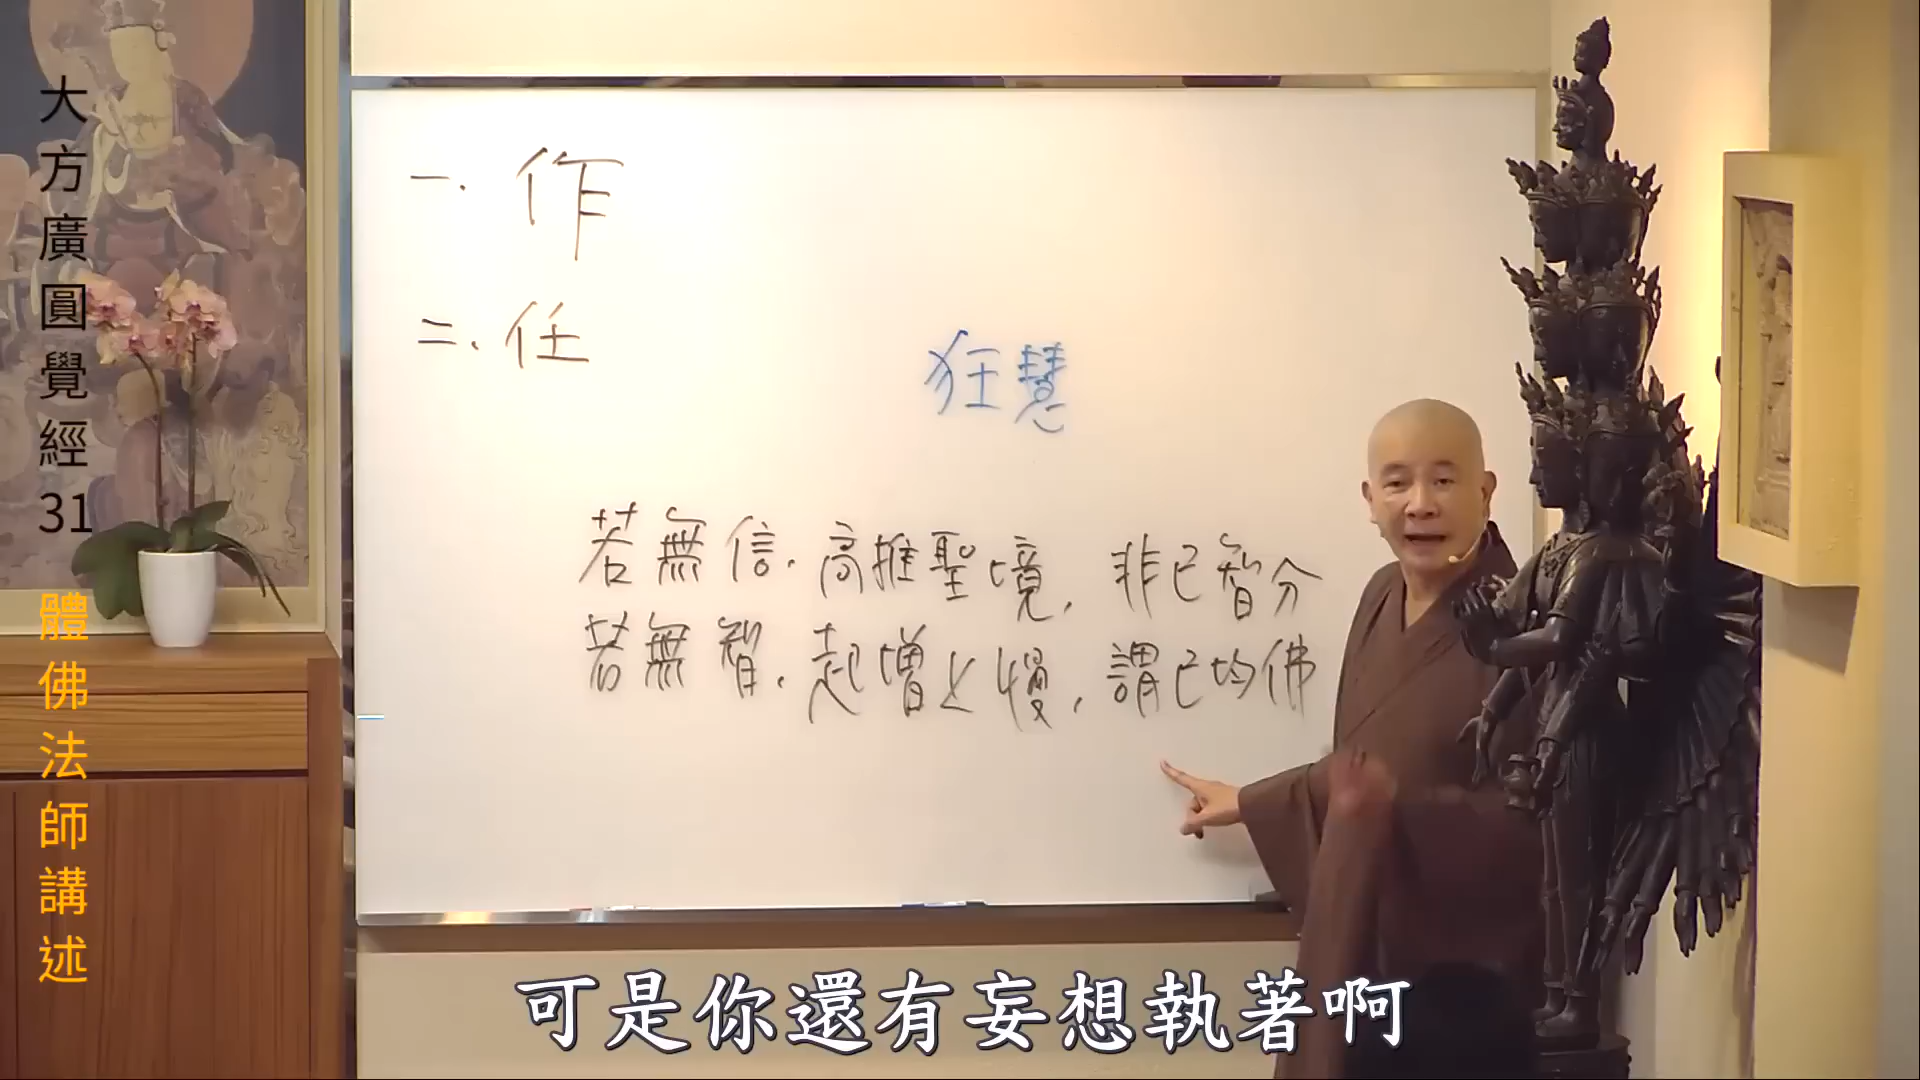 大方廣圓覺經31
體佛法師講述
一. 作
二. 任
狂慧
若無信. 高推聖境, 非己智分
若無智. 起增上慢, 謂己均佛
可是你還有妄想執著啊